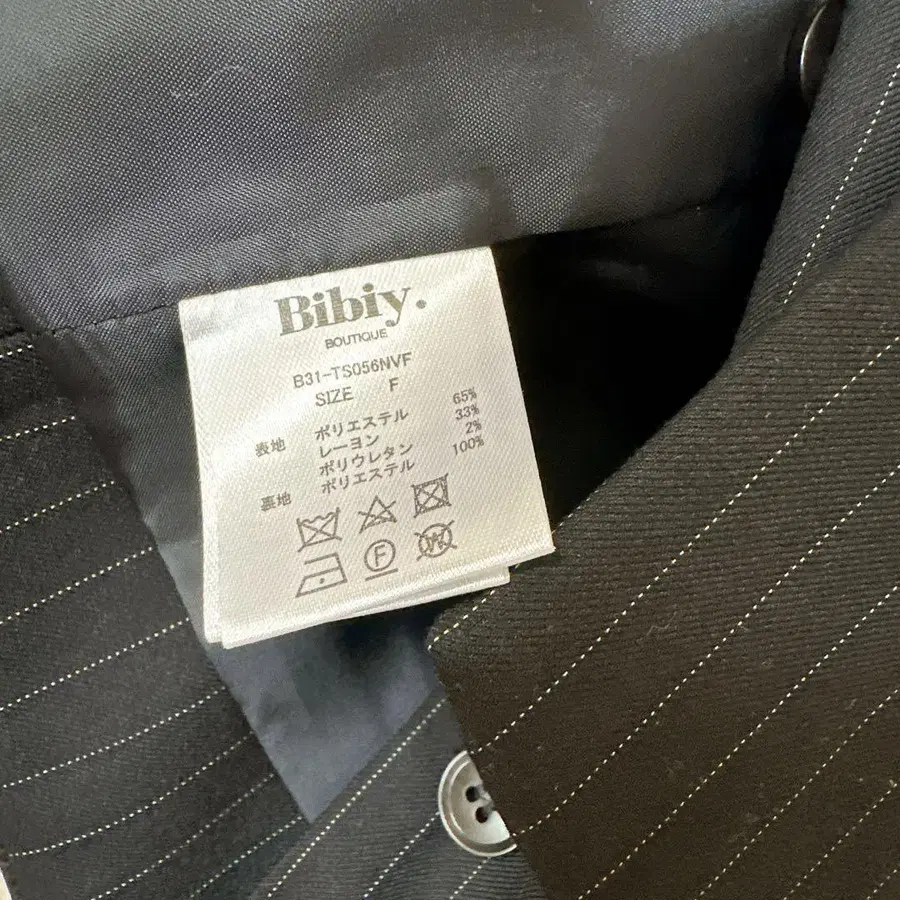 Bibiy.
BOUTIQUE
B31-TS056NVF
SIZE F
表地 ポリエステル 65%
レーヨン 33%
ポリウレタン 2%
裏地 ポリエステル 100%
F
W